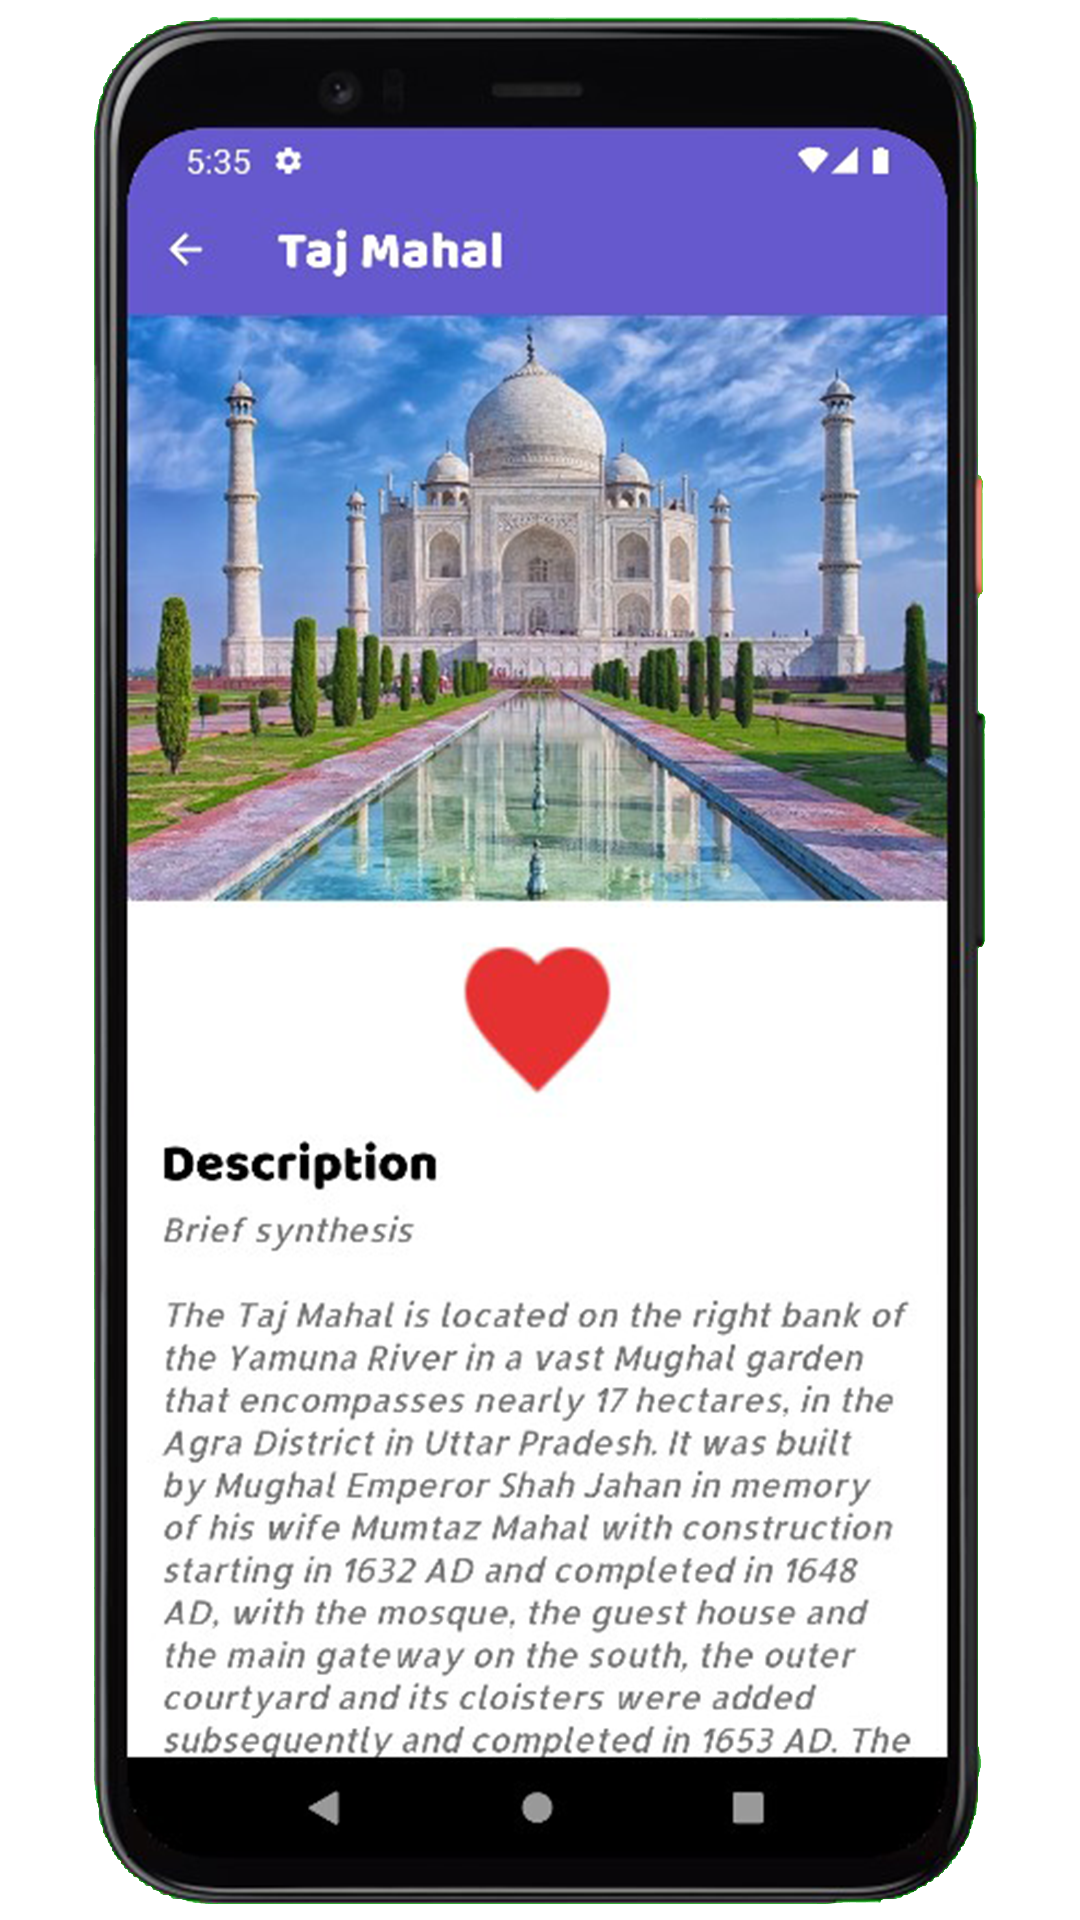 5:35
Taj Mahal
Description
Brief synthesis
The Taj Mahal is located on the right bank of
the Yamuna River in a vast Mughal garden
that encompasses nearly 17 hectares, in the
Agra District in Uttar Pradesh. It was built
by Mughal Emperor Shah Jahan in memory
of his wife Mumtaz Mahal with construction
starting in 1632 AD and completed in 1648
AD, with the mosque, the guest house and
the main gateway on the south, the outer
courtyard and its cloisters were added
subsequently and completed in 1653 AD. The